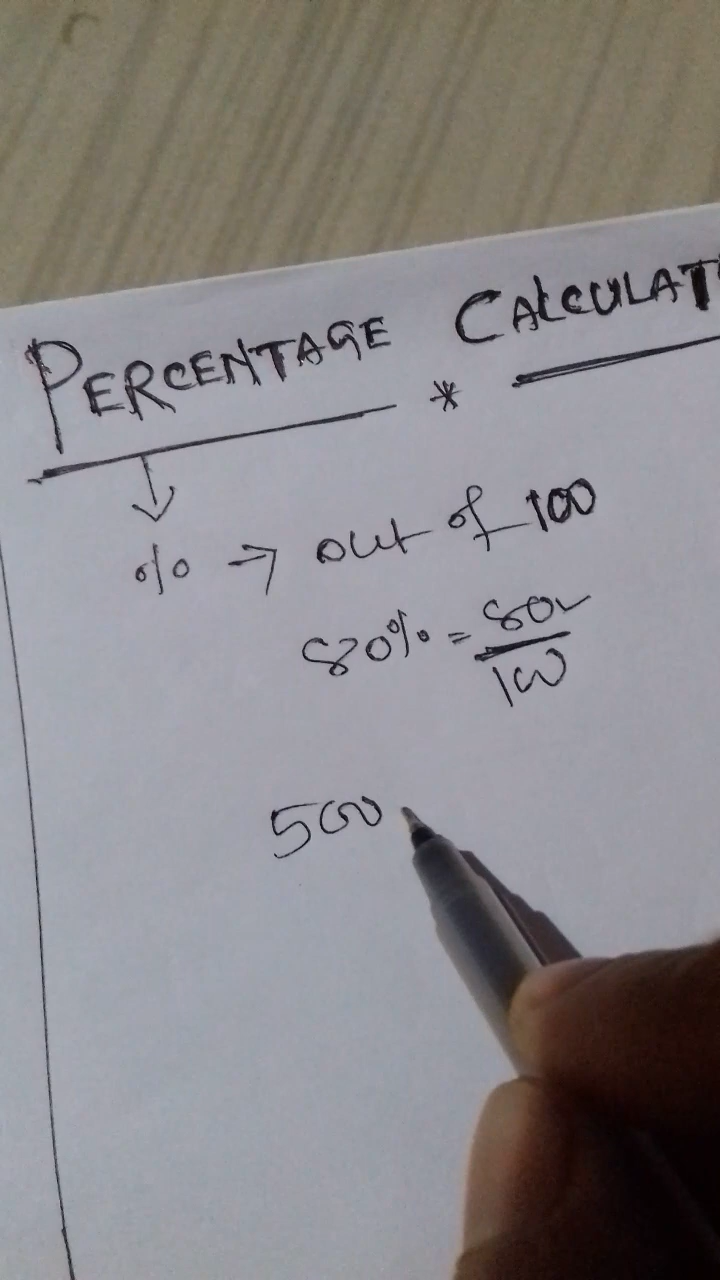 PERCENTAGE CALCULAT
*
% → out of 100
80% = 80/100
500